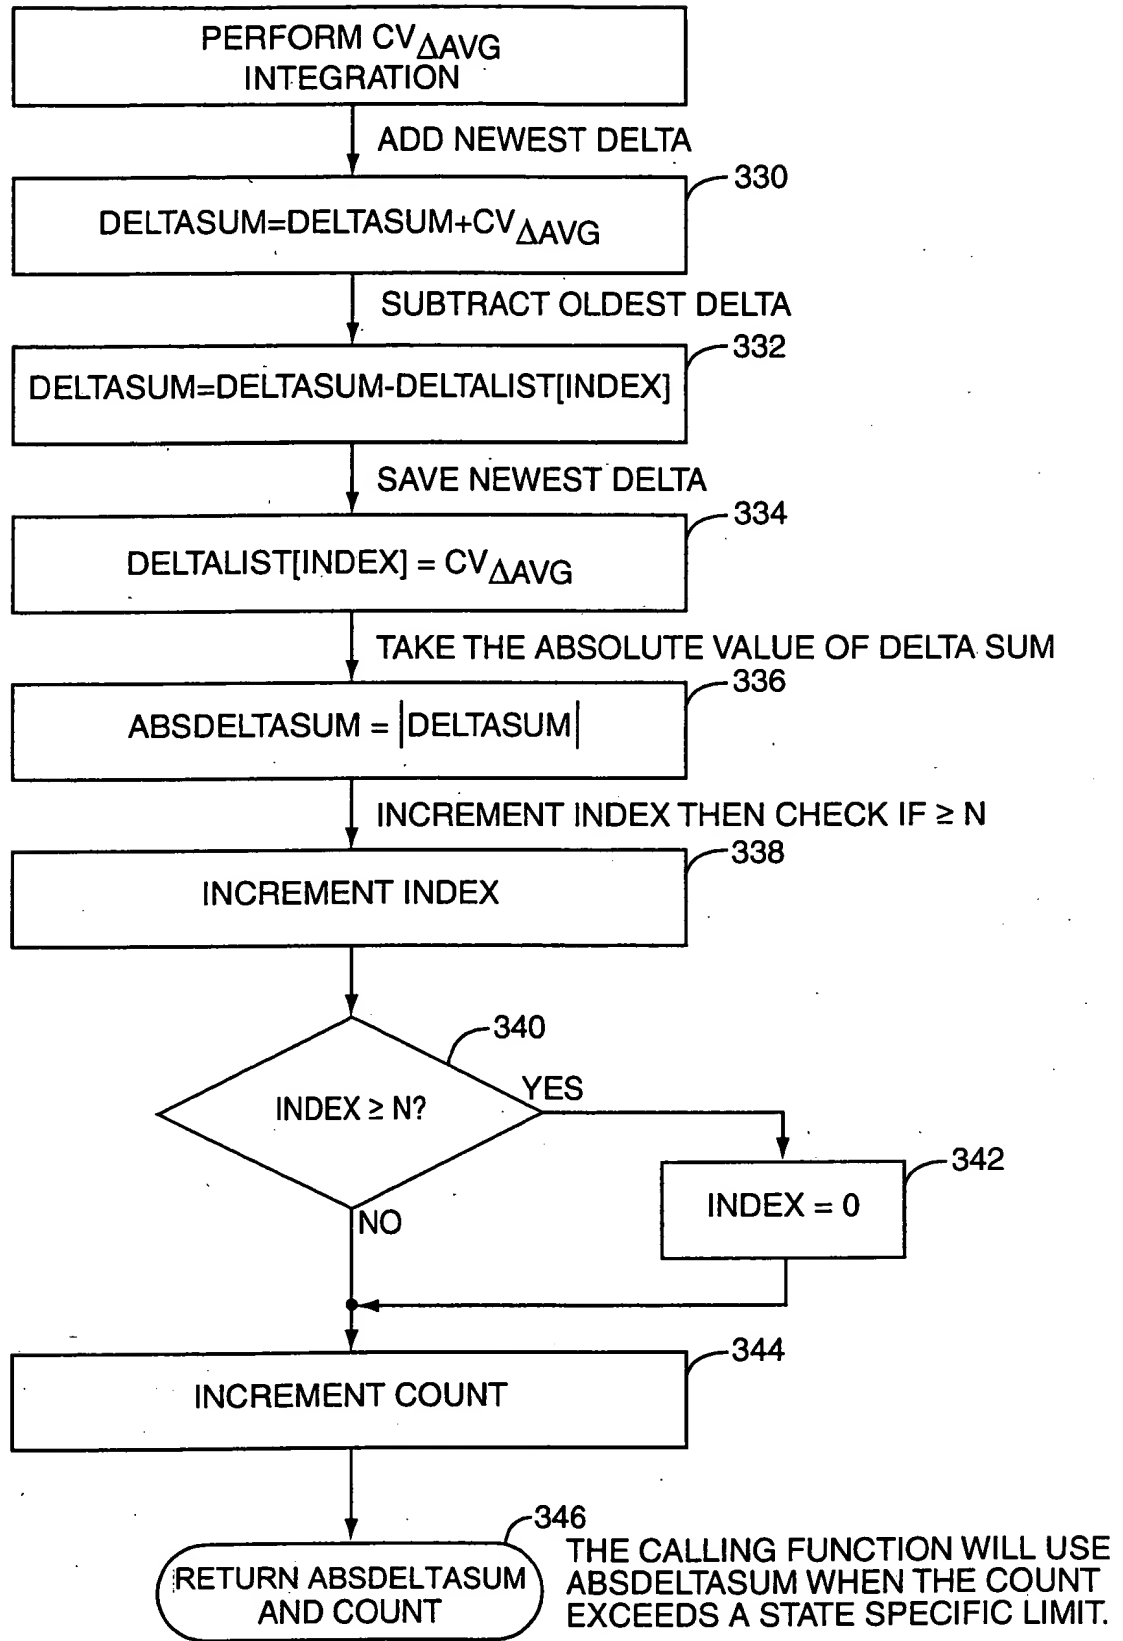 PERFORM CVΔAVG
INTEGRATION
ADD NEWEST DELTA
330
DELTASUM=DELTASUM+CVΔAVG
SUBTRACT OLDEST DELTA
332
DELTASUM=DELTASUM-DELTALIST[INDEX]
SAVE NEWEST DELTA
334
DELTALIST[INDEX] = CVΔAVG
TAKE THE ABSOLUTE VALUE OF DELTA SUM
336
ABSDELTASUM = |DELTASUM|
INCREMENT INDEX THEN CHECK IF ≥ N
338
INCREMENT INDEX
340
INDEX ≥ N?
YES
342
INDEX = 0
NO
344
INCREMENT COUNT
346
RETURN ABSDELTASUM
AND COUNT
THE CALLING FUNCTION WILL USE
ABSDELTASUM WHEN THE COUNT
EXCEEDS A STATE SPECIFIC LIMIT.